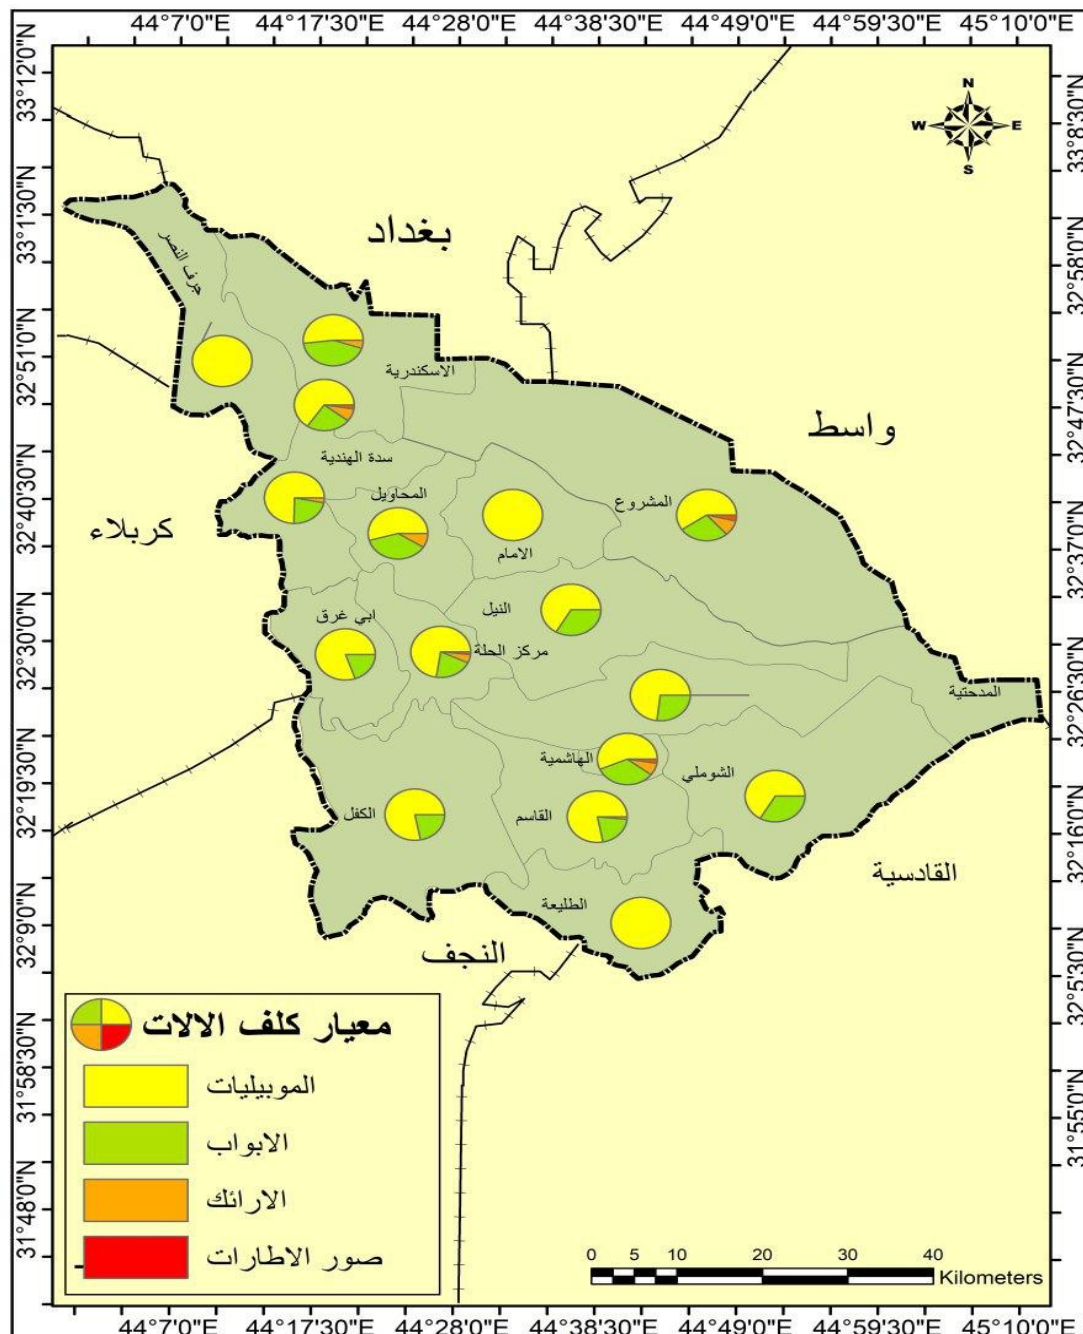 44°7'0"E 44°17'30"E 44°28'0"E 44°38'30"E 44°49'0"E 44°59'30"E 45°10'0"E
33°12'0"N
33°1'30"N
32°51'0"N
32°40'30"N
32°30'0"N
32°19'30"N
32°9'0"N
31°58'30"N
31°48'0"N
33°8'30"N
32°58'0"N
32°47'30"N
32°37'0"N
32°26'30"N
32°16'0"N
32°5'30"N
31°55'0"N
N
W E
S
بغداد
جرف النصر
الاسكندرية
واسط
سدة الهندية
المحاويل
المشروع
كربلاء
الامام
النيل
ابي غرق
مركز الحلة
المدحتية
الهاشمية
الشوملي
الكفل
القاسم
القادسية
الطليعة
النجف
معيار كلف الالات
الموبيليات
الابواب
الارائك
صور الاطارات
0 5 10 20 30 40
Kilometers
44°7'0"E 44°17'30"E 44°28'0"E 44°38'30"E 44°49'0"E 44°59'30"E